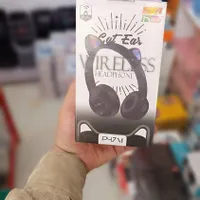 Cat Ear
WIRELESS
HEADPHONE
P47M